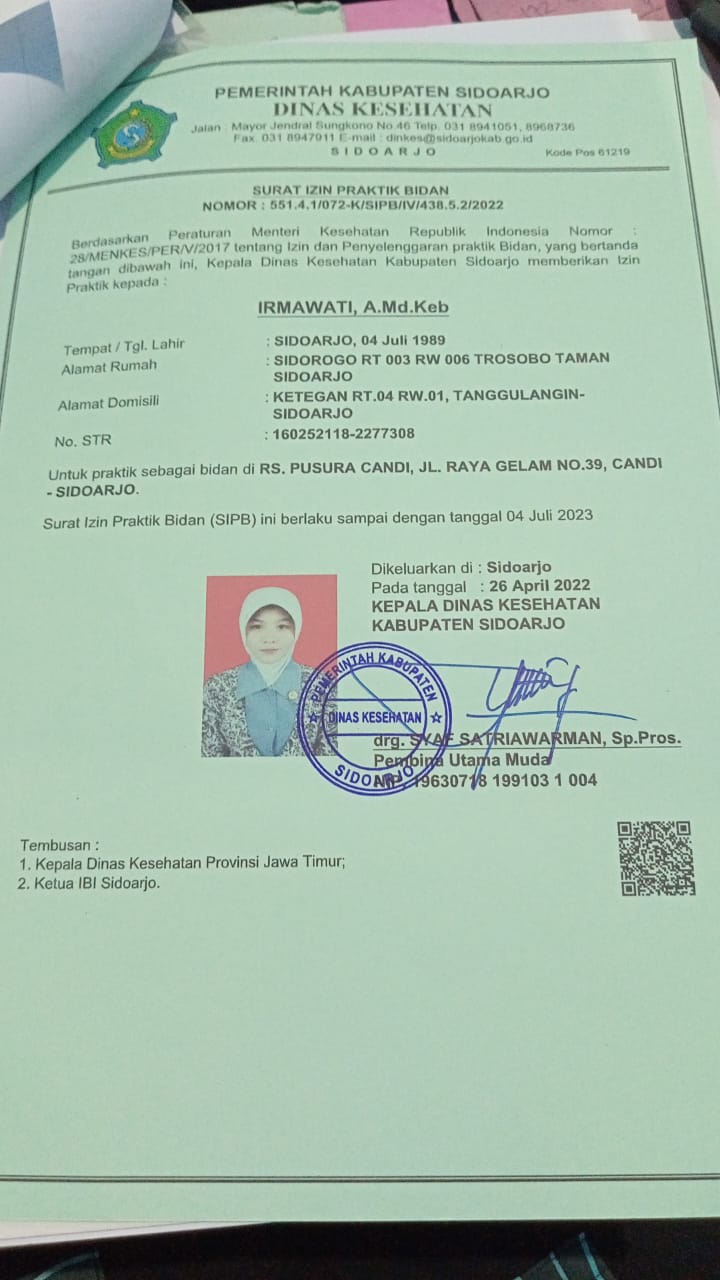 PEMERINTAH KABUPATEN SIDOARJO
DINAS KESEHATAN
Jalan : Mayor Jendral Sungkono No.46 Telp. 031 8941051, 8968736
Fax. 031 8947911 E-mail : dinkes@sidoarjokab.go.id
SIDOARJO Kode Pos 61219
SURAT IZIN PRAKTIK BIDAN
NOMOR : 551.4.1/072-K/SIPB/IV/438.5.2/2022
Berdasarkan Peraturan Menteri Kesehatan Republik Indonesia Nomor :
28/MENKES/PER/V/2017 tentang Izin dan Penyelenggaran praktik Bidan, yang bertanda
tangan dibawah ini, Kepala Dinas Kesehatan Kabupaten Sidoarjo memberikan Izin
Praktik kepada :
IRMAWATI, A.Md.Keb
Tempat / Tgl. Lahir : SIDOARJO, 04 Juli 1989
Alamat Rumah : SIDOROGO RT 003 RW 006 TROSOBO TAMAN
SIDOARJO
Alamat Domisili : KETEGAN RT.04 RW.01, TANGGULANGIN-
SIDOARJO
No. STR : 160252118-2277308
Untuk praktik sebagai bidan di RS. PUSURA CANDI, JL. RAYA GELAM NO.39, CANDI
- SIDOARJO.
Surat Izin Praktik Bidan (SIPB) ini berlaku sampai dengan tanggal 04 Juli 2023
Dikeluarkan di : Sidoarjo
Pada tanggal : 26 April 2022
KEPALA DINAS KESEHATAN
KABUPATEN SIDOARJO
PEMERINTAH KABUPATEN
DINAS KESEHATAN
SIDOARJO
drg. SYAF SATRIAWARMAN, Sp.Pros.
Pembina Utama Muda
NIP. 19630718 199103 1 004
Tembusan :
1. Kepala Dinas Kesehatan Provinsi Jawa Timur;
2. Ketua IBI Sidoarjo.